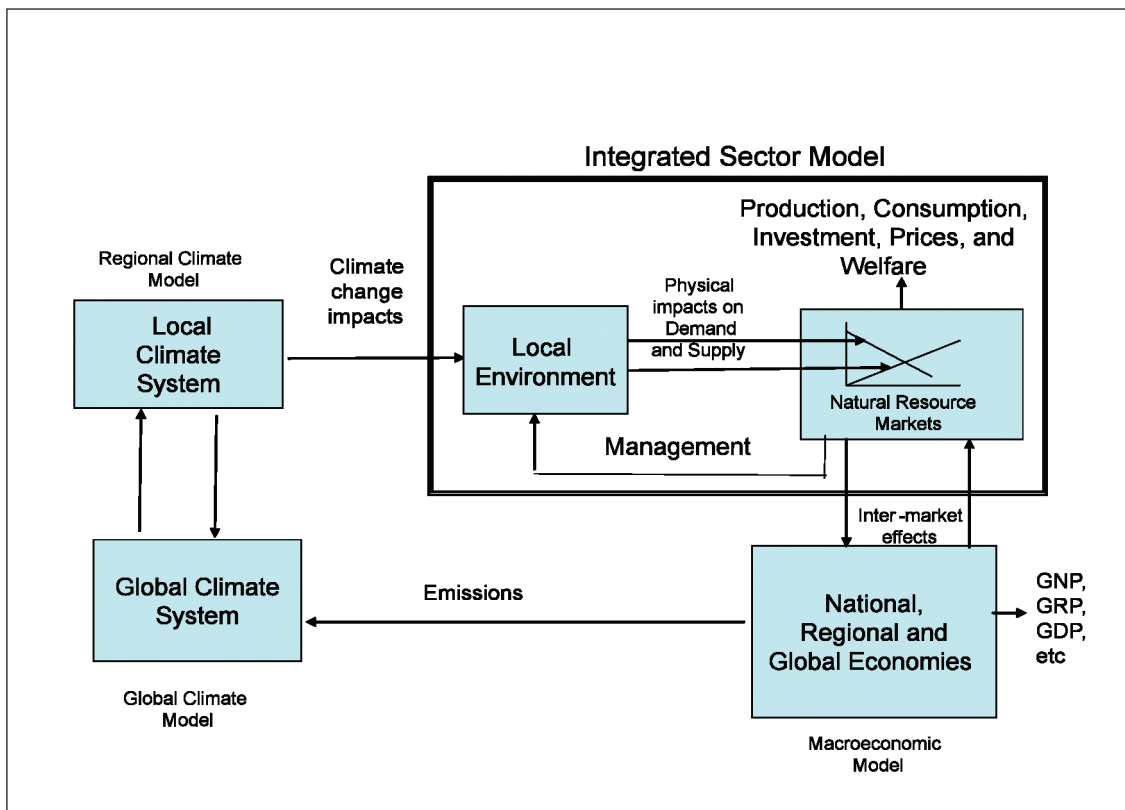 Integrated Sector Model
Production, Consumption,
Investment, Prices, and
Welfare
Regional Climate
Model
Climate
change
impacts
Physical
impacts on
Demand
and Supply
Local
Climate
System
Local
Environment
Natural Resource
Markets
Management
Inter-market
effects
Global Climate
System
Emissions
National,
Regional and
Global Economies
GNP,
GRP,
GDP,
etc
Global Climate
Model
Macroeconomic
Model